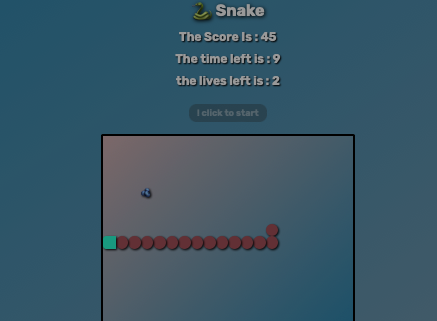 Snake
The Score Is : 45
The time left is : 9
the lives left is : 2
I click to start